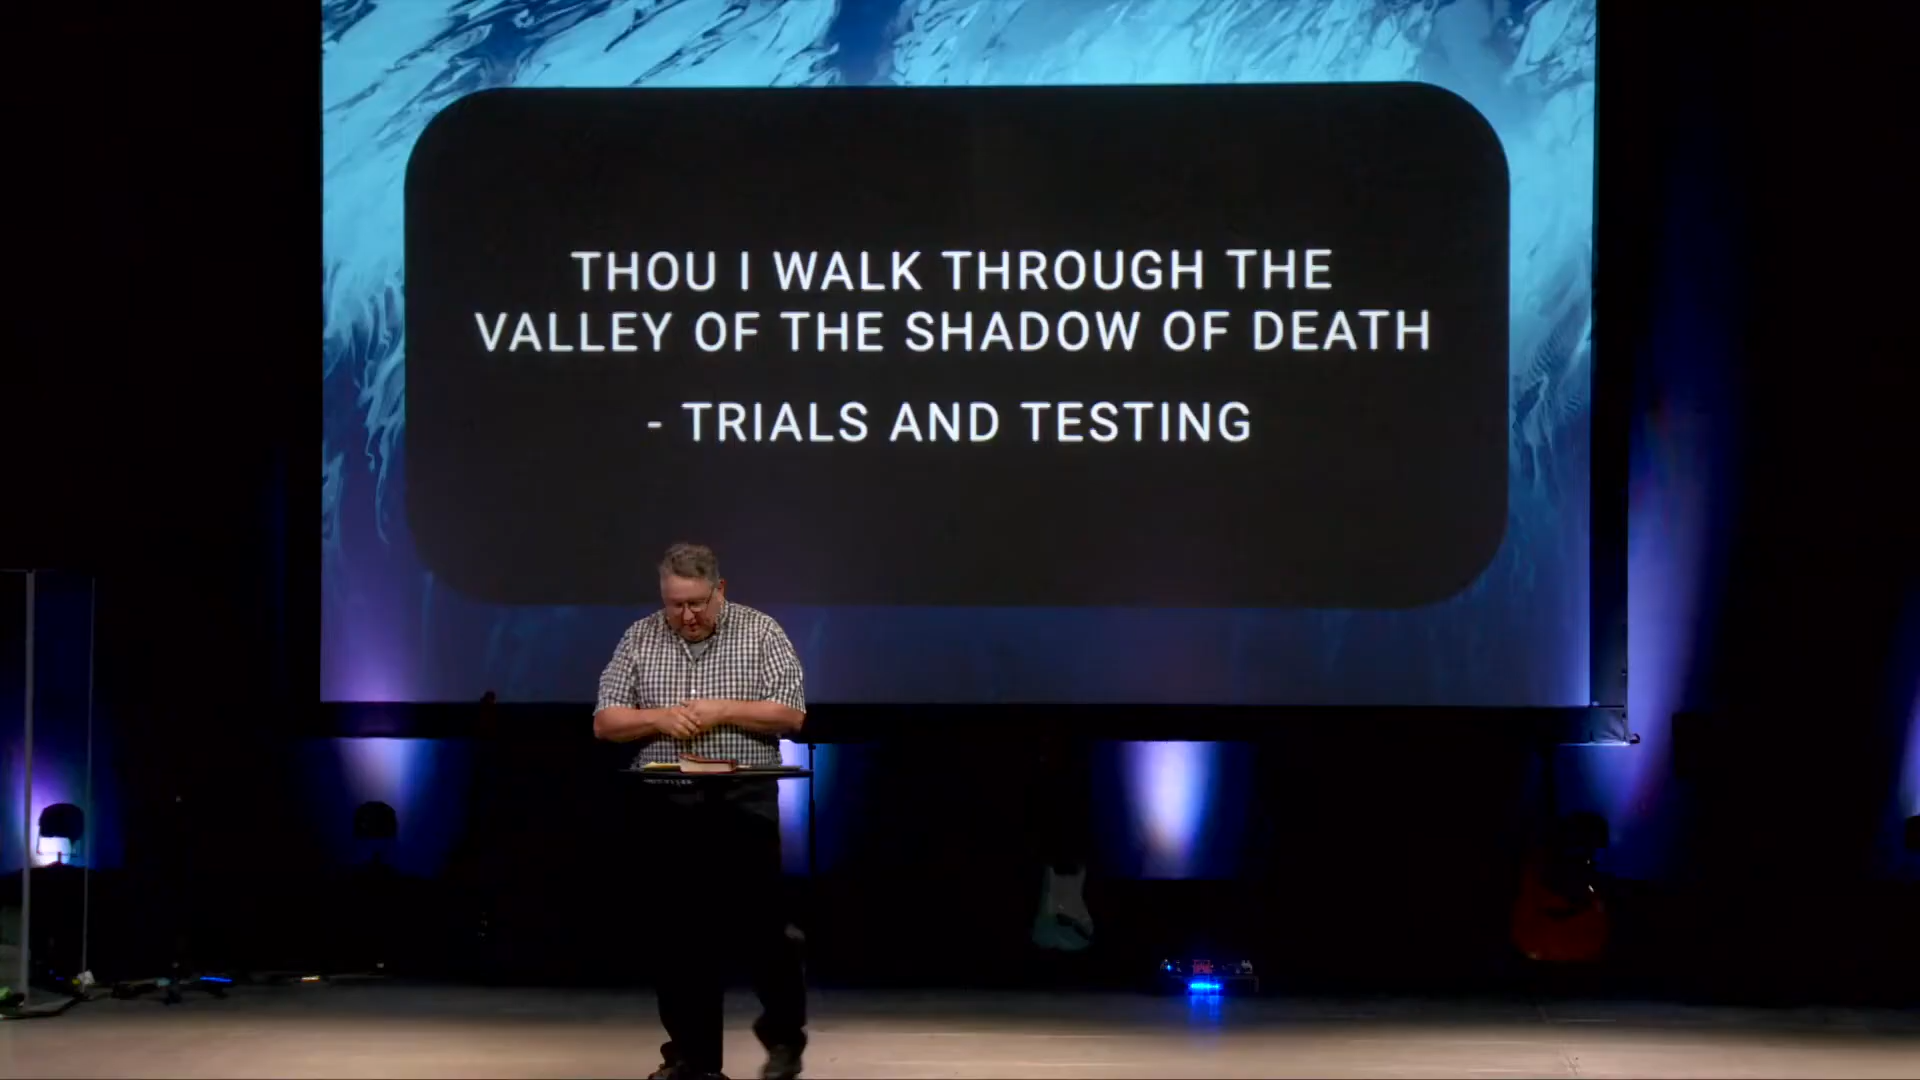 THOU I WALK THROUGH THE
VALLEY OF THE SHADOW OF DEATH
- TRIALS AND TESTING